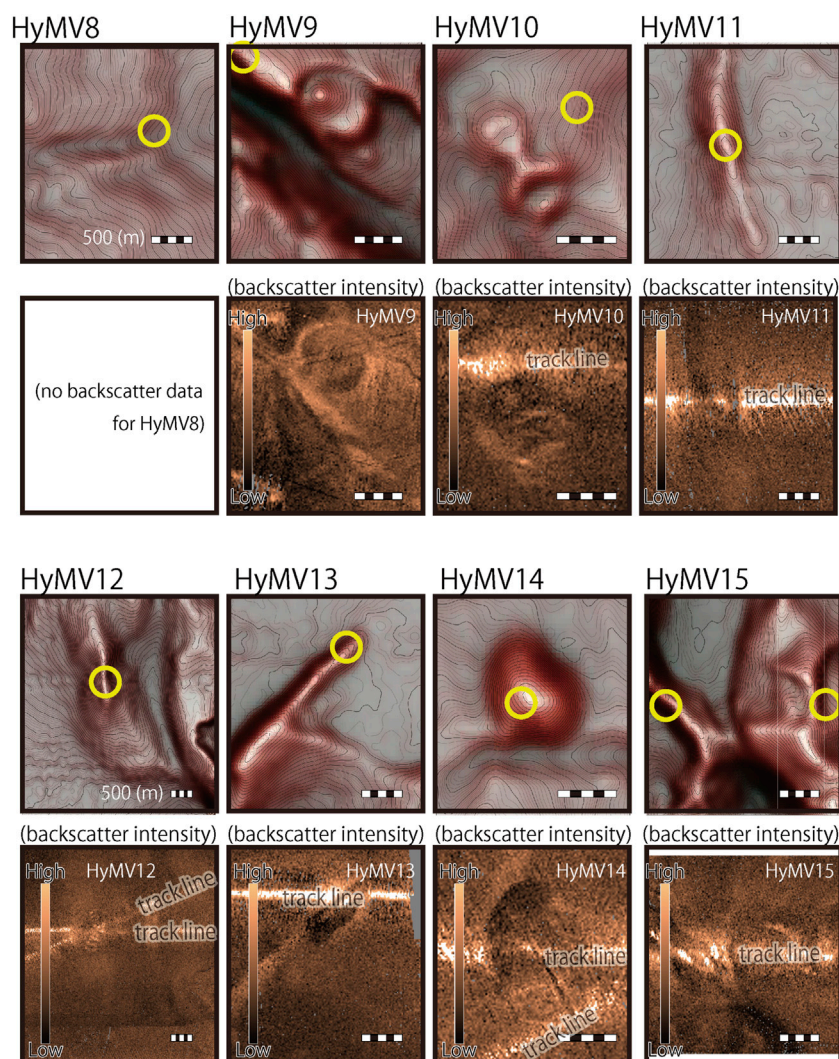 HyMV8
HyMV9
HyMV10
HyMV11
500 (m)
(backscatter intensity)
(backscatter intensity)
(backscatter intensity)
(no backscatter data
for HyMV8)
High
HyMV9
Low
High
HyMV10
track line
Low
High
HyMV11
track line
Low
HyMV12
HyMV13
HyMV14
HyMV15
500 (m)
(backscatter intensity)
(backscatter intensity)
(backscatter intensity)
(backscatter intensity)
High
HyMV12
track line
track line
Low
High
HyMV13
track line
Low
High
HyMV14
track line
track line
Low
High
HyMV15
track line
Low